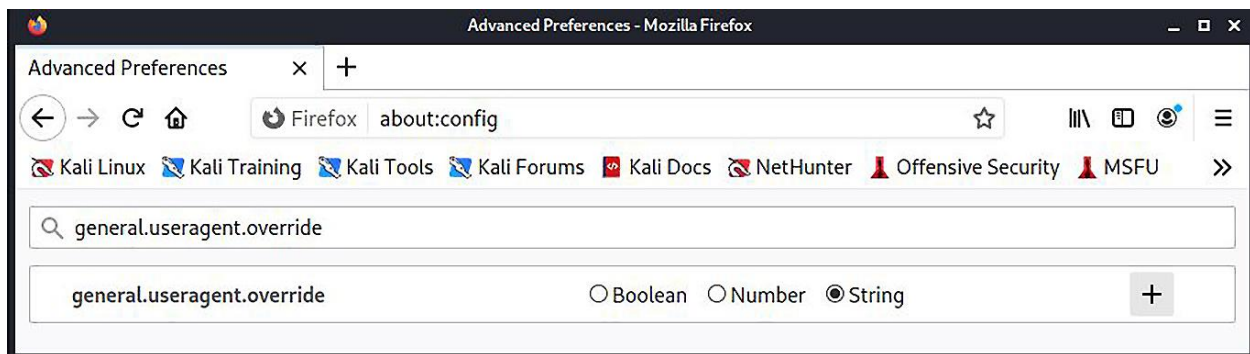 Advanced Preferences - Mozilla Firefox
Advanced Preferences
Firefox about:config
Kali Linux Kali Training Kali Tools Kali Forums Kali Docs NetHunter Offensive Security MSFU
general.useragent.override
general.useragent.override Boolean Number String